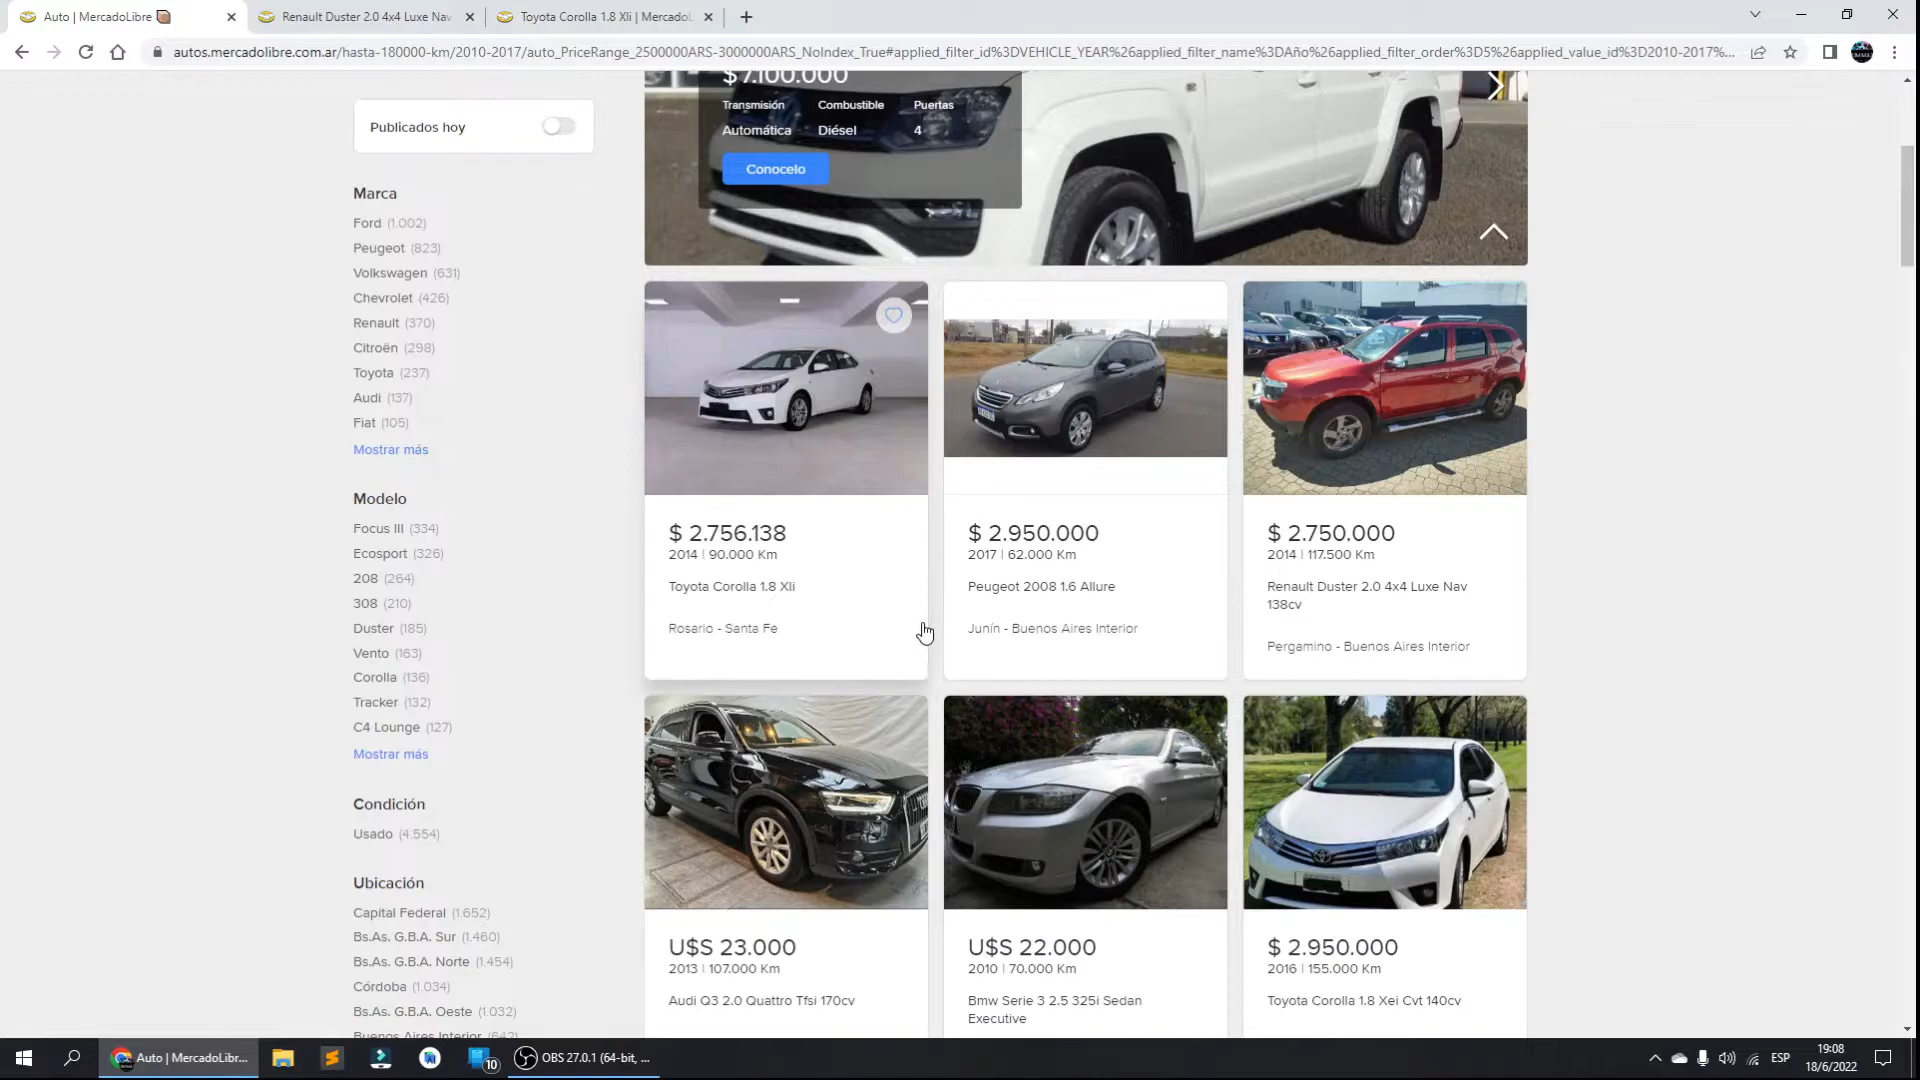 Auto | MercadoLibre
Renault Duster 2.0 4x4 Luxe Nav
Toyota Corolla 1.8 Xli | MercadoL
autos.mercadolibre.com.ar/hasta-180000-km/2010-2017/auto_PriceRange_2500000ARS-3000000ARS_NoIndex_True#applied_filter_id%3DVEHICLE_YEAR%26applied_filter_name%3DAño%26applied_filter_order%3D5%26applied_value_id%3D2010-2017%...
$7.100.000
Transmisión Combustible Puertas
Automática Diésel 4
Conocelo
Publicados hoy
Marca
Ford (1.002)
Peugeot (823)
Volkswagen (631)
Chevrolet (426)
Renault (370)
Citroën (298)
Toyota (237)
Audi (137)
Fiat (105)
Mostrar más
Modelo
Focus III (334)
Ecosport (326)
208 (264)
308 (210)
Duster (185)
Vento (163)
Corolla (136)
Tracker (132)
C4 Lounge (127)
Mostrar más
Condición
Usado (4.554)
Ubicación
Capital Federal (1.652)
Bs.As. G.B.A. Sur (1.460)
Bs.As. G.B.A. Norte (1.454)
Córdoba (1.034)
Bs.As. G.B.A. Oeste (1.032)
Buenos Aires Interior (642)
$ 2.756.138
2014 | 90.000 Km
Toyota Corolla 1.8 Xli
Rosario - Santa Fe
$ 2.950.000
2017 | 62.000 Km
Peugeot 2008 1.6 Allure
Junín - Buenos Aires Interior
$ 2.750.000
2014 | 117.500 Km
Renault Duster 2.0 4x4 Luxe Nav
138cv
Pergamino - Buenos Aires Interior
U$S 23.000
2013 | 107.000 Km
Audi Q3 2.0 Quattro Tfsi 170cv
U$S 22.000
2010 | 70.000 Km
Bmw Serie 3 2.5 325i Sedan
Executive
$ 2.950.000
2016 | 155.000 Km
Toyota Corolla 1.8 Xei Cvt 140cv
Auto | MercadoLibr...
10
OBS 27.0.1 (64-bit, ...
ESP
19:08
18/6/2022